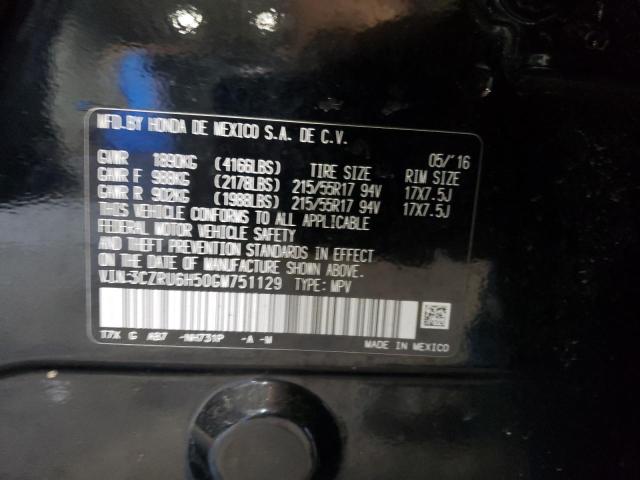 MFD.BY HONDA DE MEXICO S.A. DE C.V.
05/'16
GVWR 1890KG (4166LBS) TIRE SIZE RIM SIZE
GAWR F 988KG (2178LBS) 215/55R17 94V 17X7.5J
GAWR R 902KG (1988LBS) 215/55R17 94V 17X7.5J
THIS VEHICLE CONFORMS TO ALL APPLICABLE
FEDERAL MOTOR VEHICLE SAFETY
AND THEFT PREVENTION STANDARDS IN EFFECT
ON THE DATE OF MANUFACTURE SHOWN ABOVE.
V.I.N.:3CZRU6H50GM751129 TYPE: MPV
T7X G AB7 -NH731P -A -M
MADE IN MEXICO